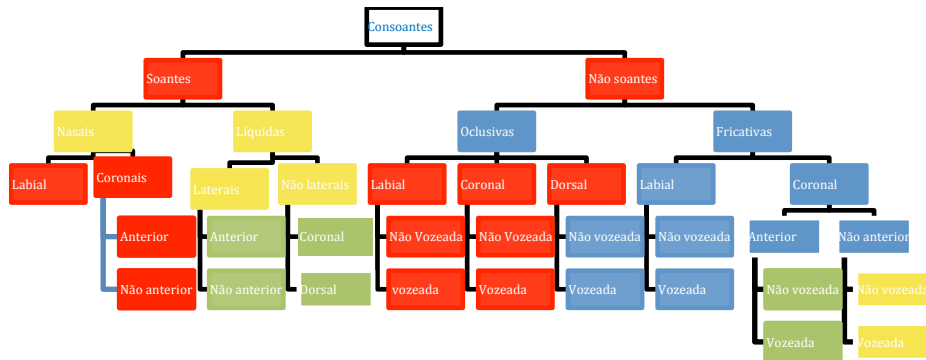 Consoantes
Soantes
Não soantes
Nasais
Líquidas
Oclusivas
Fricativas
Labial
Coronais
Laterais
Não laterais
Labial
Coronal
Dorsal
Labial
Coronal
Anterior
Anterior
Coronal
Não Vozeada
Não Vozeada
Não vozeada
Não vozeada
Anterior
Não anterior
Não anterior
Não anterior
Dorsal
vozeada
Vozeada
Vozeada
Vozeada
Não vozeada
Não vozeada
Vozeada
Vozeada